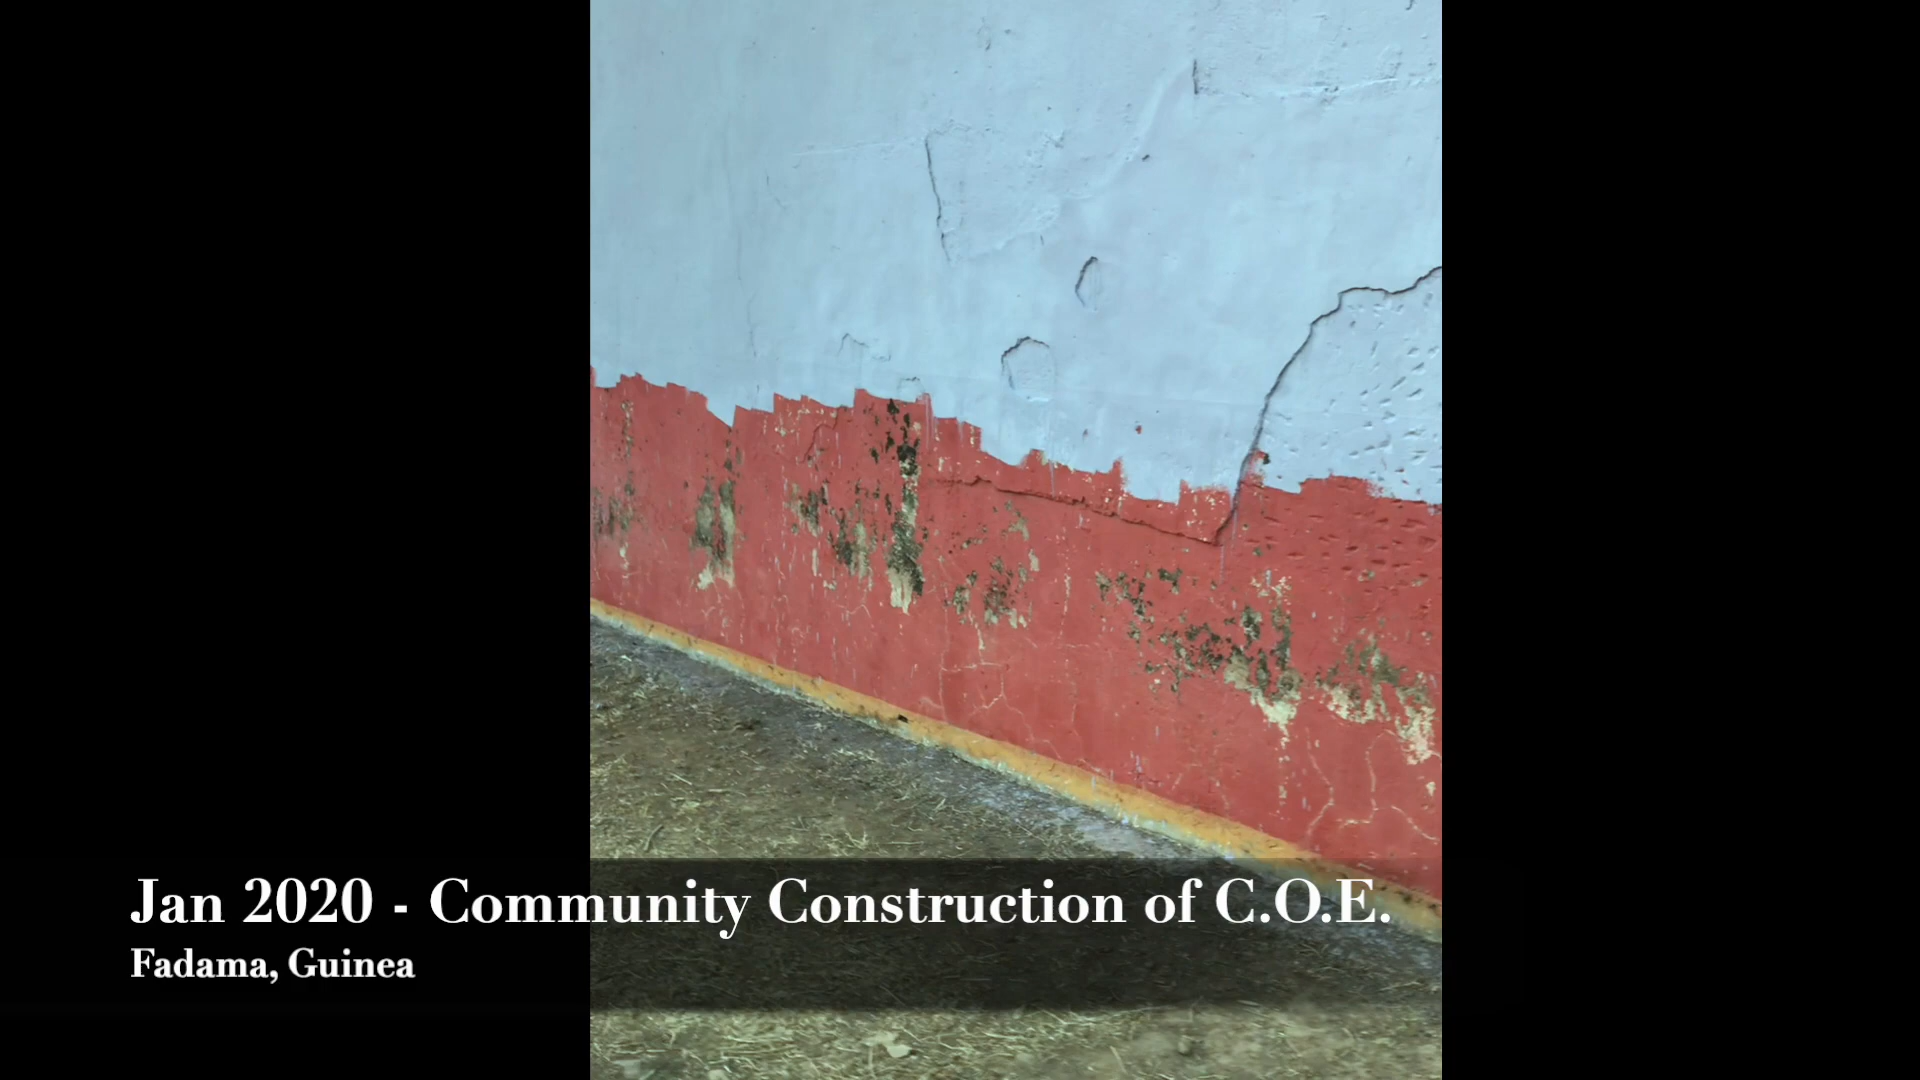 Jan 2020 - Community Construction of C.O.E.
Fadama, Guinea